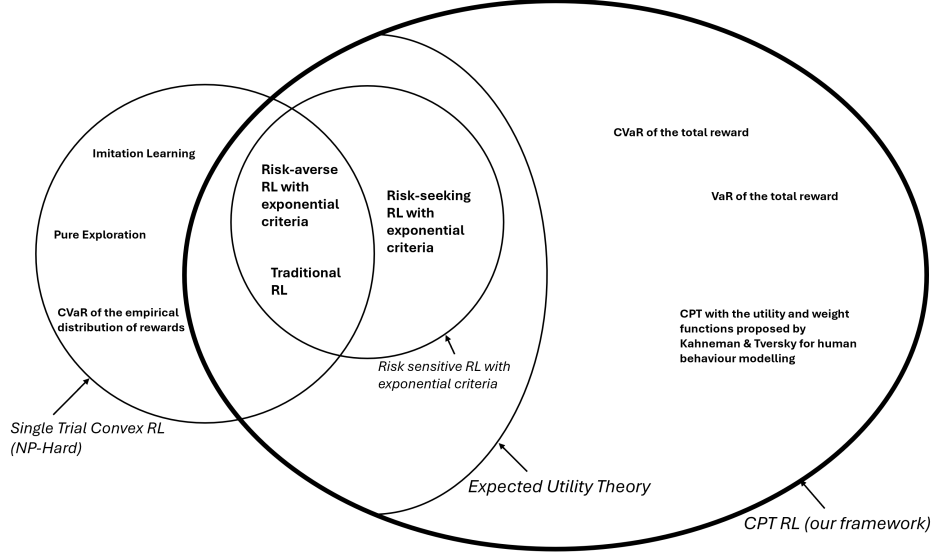 Imitation Learning
Pure Exploration
CVaR of the empirical
distribution of rewards
Single Trial Convex RL
(NP-Hard)
Risk-averse
RL with
exponential
criteria
Traditional
RL
Risk-seeking
RL with
exponential
criteria
Risk sensitive RL with
exponential criteria
Expected Utility Theory
CVaR of the total reward
VaR of the total reward
CPT with the utility and weight
functions proposed by
Kahneman & Tversky for human
behaviour modelling
CPT RL (our framework)